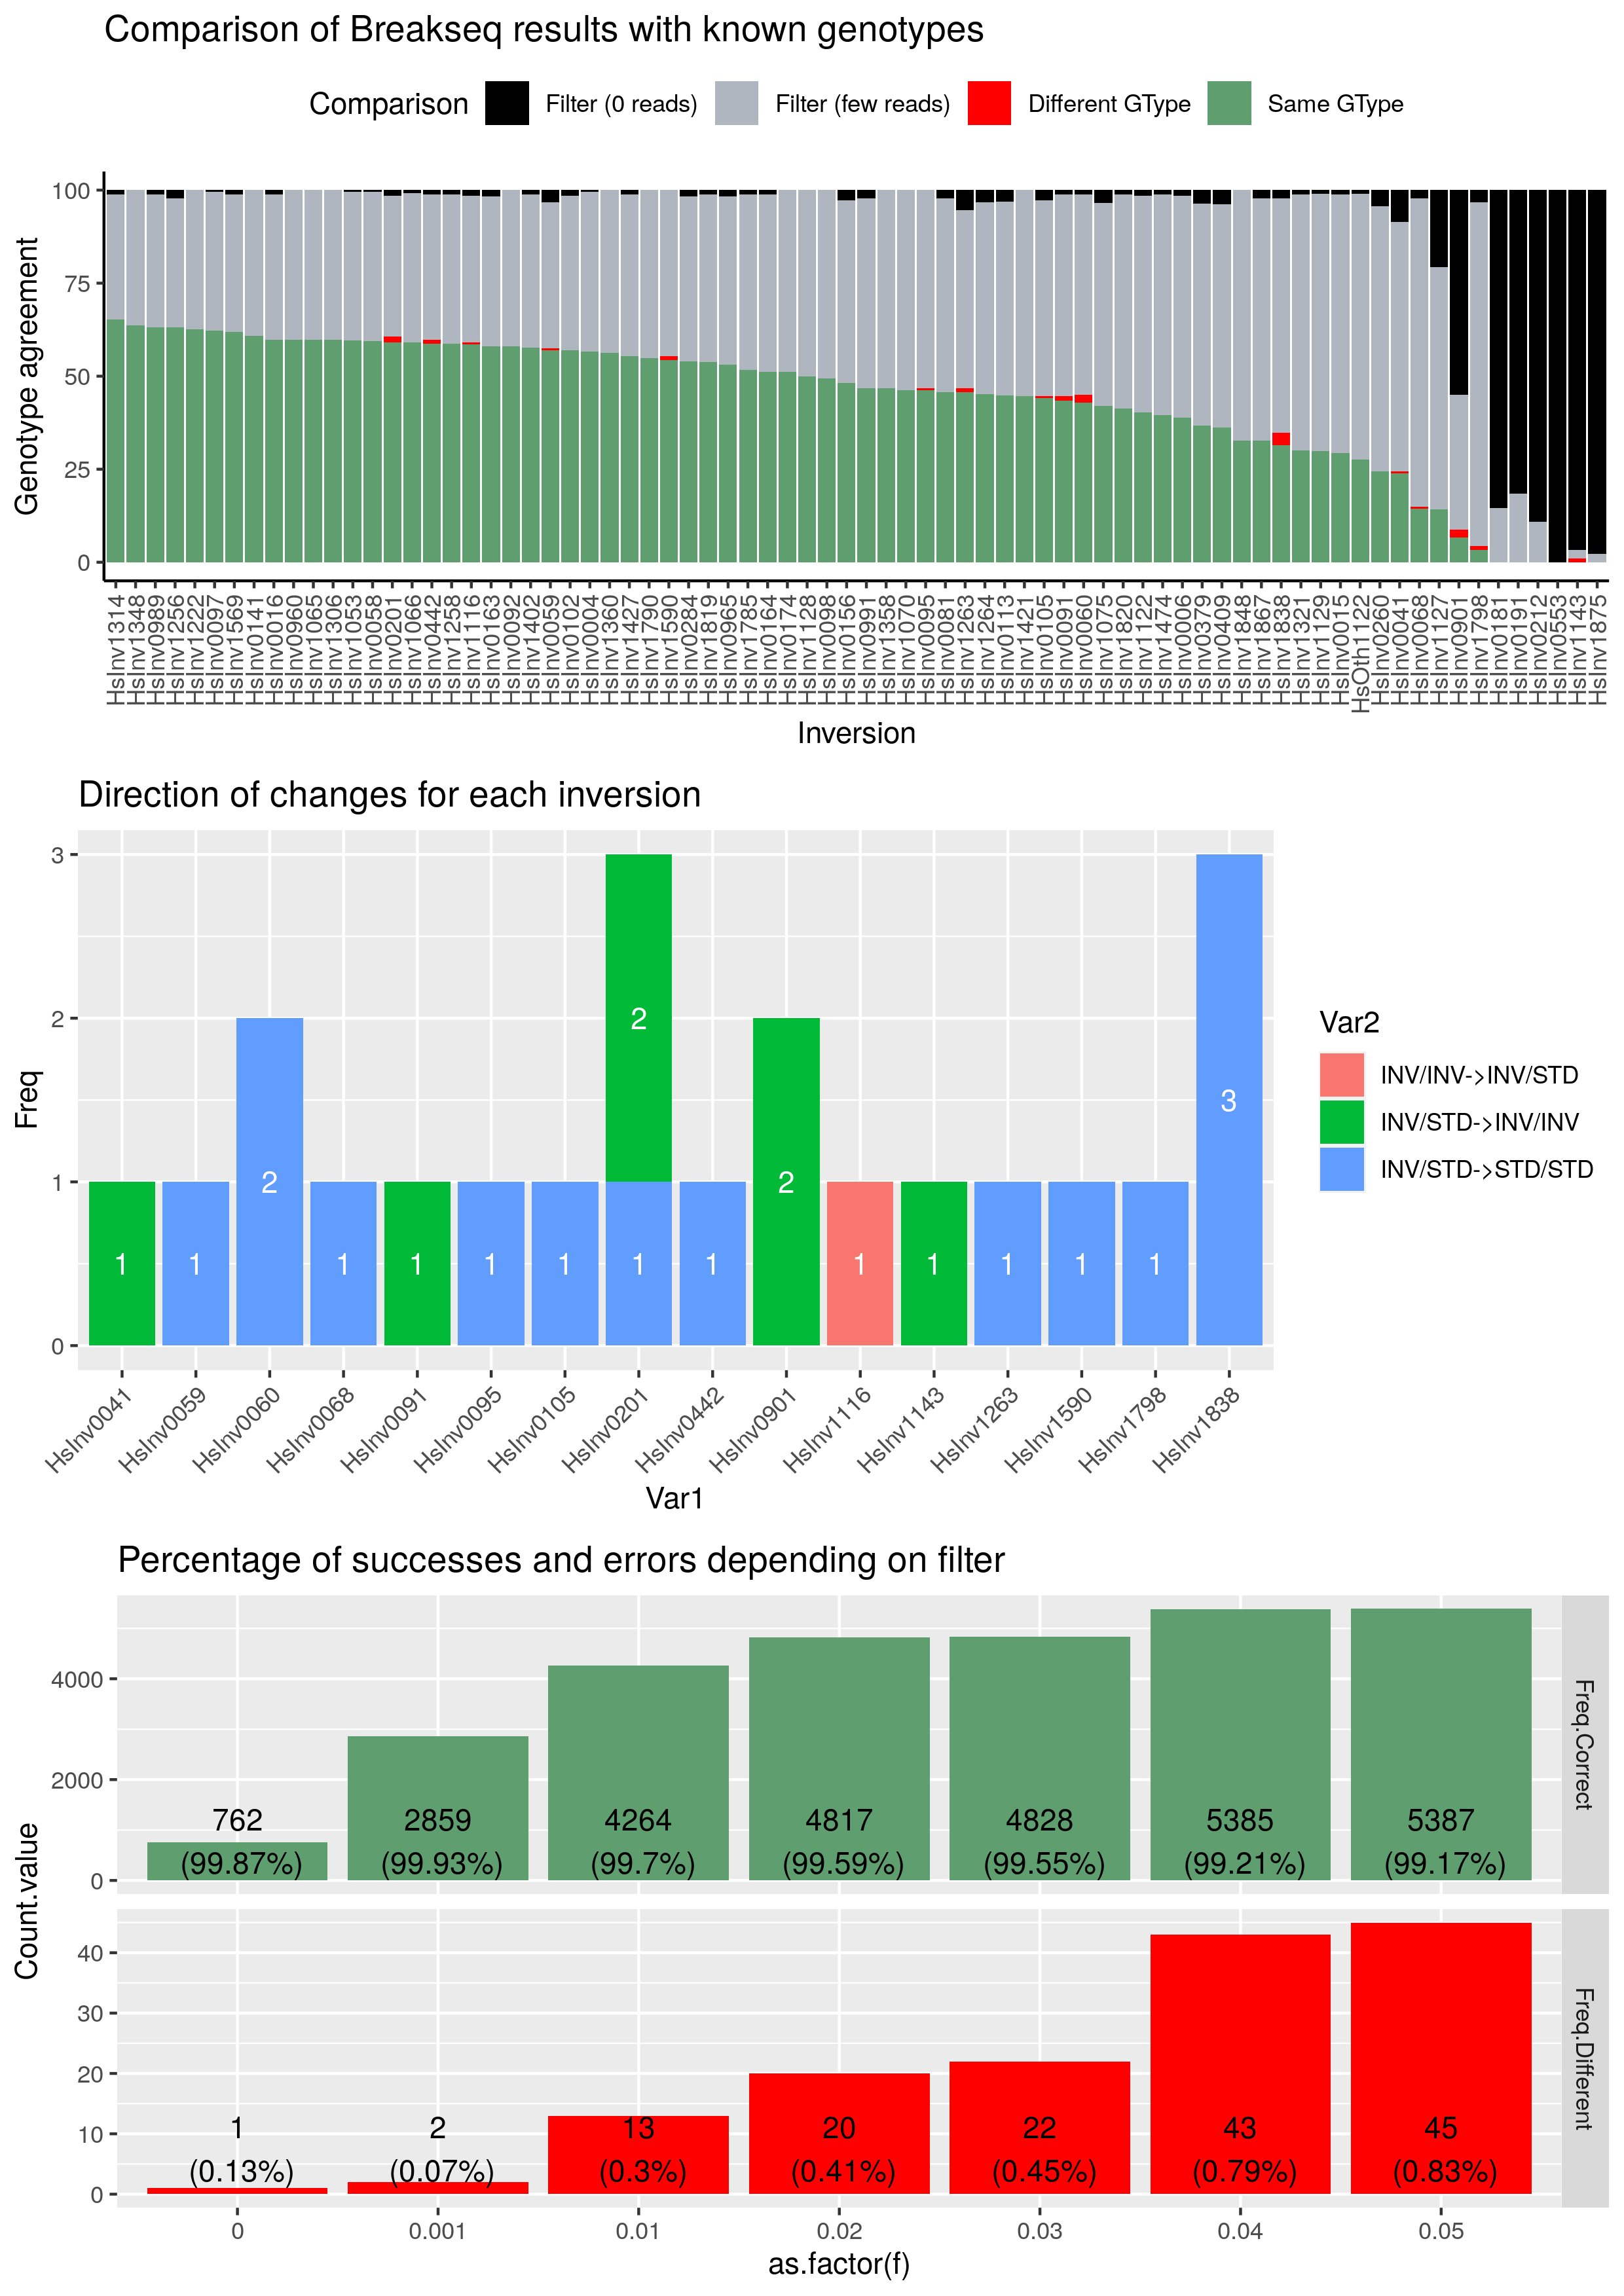 Comparison of Breakseq results with known genotypes
Comparison Filter (0 reads) Filter (few reads) Different GType Same GType
Genotype agreement
100
75
50
25
0
HsInv1314 HsInv1348 HsInv0989 HsInv1256 HsInv1222 HsInv0097 HsInv1569 HsInv0141 HsInv0016 HsInv0960 HsInv1065 HsInv1306 HsInv1053 HsInv0058 HsInv0201 HsInv1066 HsInv0442 HsInv1258 HsInv1116 HsInv0163 HsInv0092 HsInv1402 HsInv0059 HsInv0102 HsInv0004 HsInv1360 HsInv1427 HsInv1790 HsInv1590 HsInv0284 HsInv1819 HsInv0965 HsInv1785 HsInv0164 HsInv0174 HsInv1128 HsInv0098 HsInv0156 HsInv0991 HsInv1358 HsInv1070 HsInv0095 HsInv0081 HsInv1263 HsInv1264 HsInv0113 HsInv1421 HsInv0105 HsInv0091 HsInv0060 HsInv1075 HsInv1820 HsInv1122 HsInv1474 HsInv0006 HsInv0379 HsInv0409 HsInv1848 HsInv1867 HsInv1838 HsInv1321 HsInv1129 HsInv0015 HsOth1122 HsInv0260 HsInv0041 HsInv0068 HsInv1127 HsInv0901 HsInv1798 HsInv0181 HsInv0191 HsInv0212 HsInv0553 HsInv1143 HsInv1875
Inversion
Direction of changes for each inversion
Freq
3
2
1
0
1 1 2 1 1 1 1 2 1 1 2 1 1 1 1 1 3
HsInv0041 HsInv0059 HsInv0060 HsInv0068 HsInv0091 HsInv0095 HsInv0105 HsInv0201 HsInv0442 HsInv0901 HsInv1116 HsInv1143 HsInv1263 HsInv1590 HsInv1798 HsInv1838
Var1
Var2
INV/INV->INV/STD
INV/STD->INV/INV
INV/STD->STD/STD
Percentage of successes and errors depending on filter
Count.value
4000
2000
0
762 2859 4264 4817 4828 5385 5387
(99.87%) (99.93%) (99.7%) (99.59%) (99.55%) (99.21%) (99.17%)
Freq.Correct
40
30
20
10
0
1 2 13 20 22 43 45
(0.13%) (0.07%) (0.3%) (0.41%) (0.45%) (0.79%) (0.83%)
Freq.Different
0 0.001 0.01 0.02 0.03 0.04 0.05
as.factor(f)